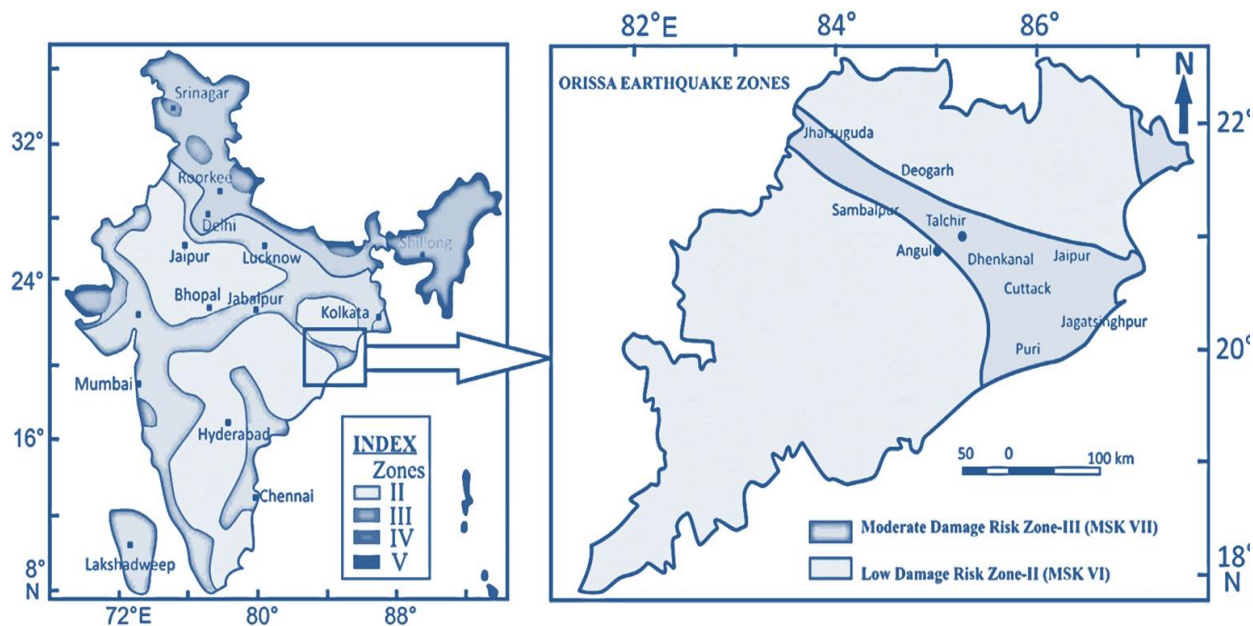 Srinagar
32°
Roorkee
Delhi
Shillong
Jaipur
Lucknow
24°
Bhopal
Jabalpur
Kolkata
Mumbai
16°
Hyderabad
Chennai
Lakshadweep
8°
N
72°E
80°
88°
INDEX
Zones
II
III
IV
V
82°E
84°
86°
ORISSA EARTHQUAKE ZONES
N
22°
Jharsuguda
Deogarh
Sambalpur
Talchir
Angul
Dhenkanal
Jaipur
Cuttack
Jagatsinghpur
Puri
20°
50 0 100 km
Moderate Damage Risk Zone-III (MSK VII)
Low Damage Risk Zone-II (MSK VI)
18°
N